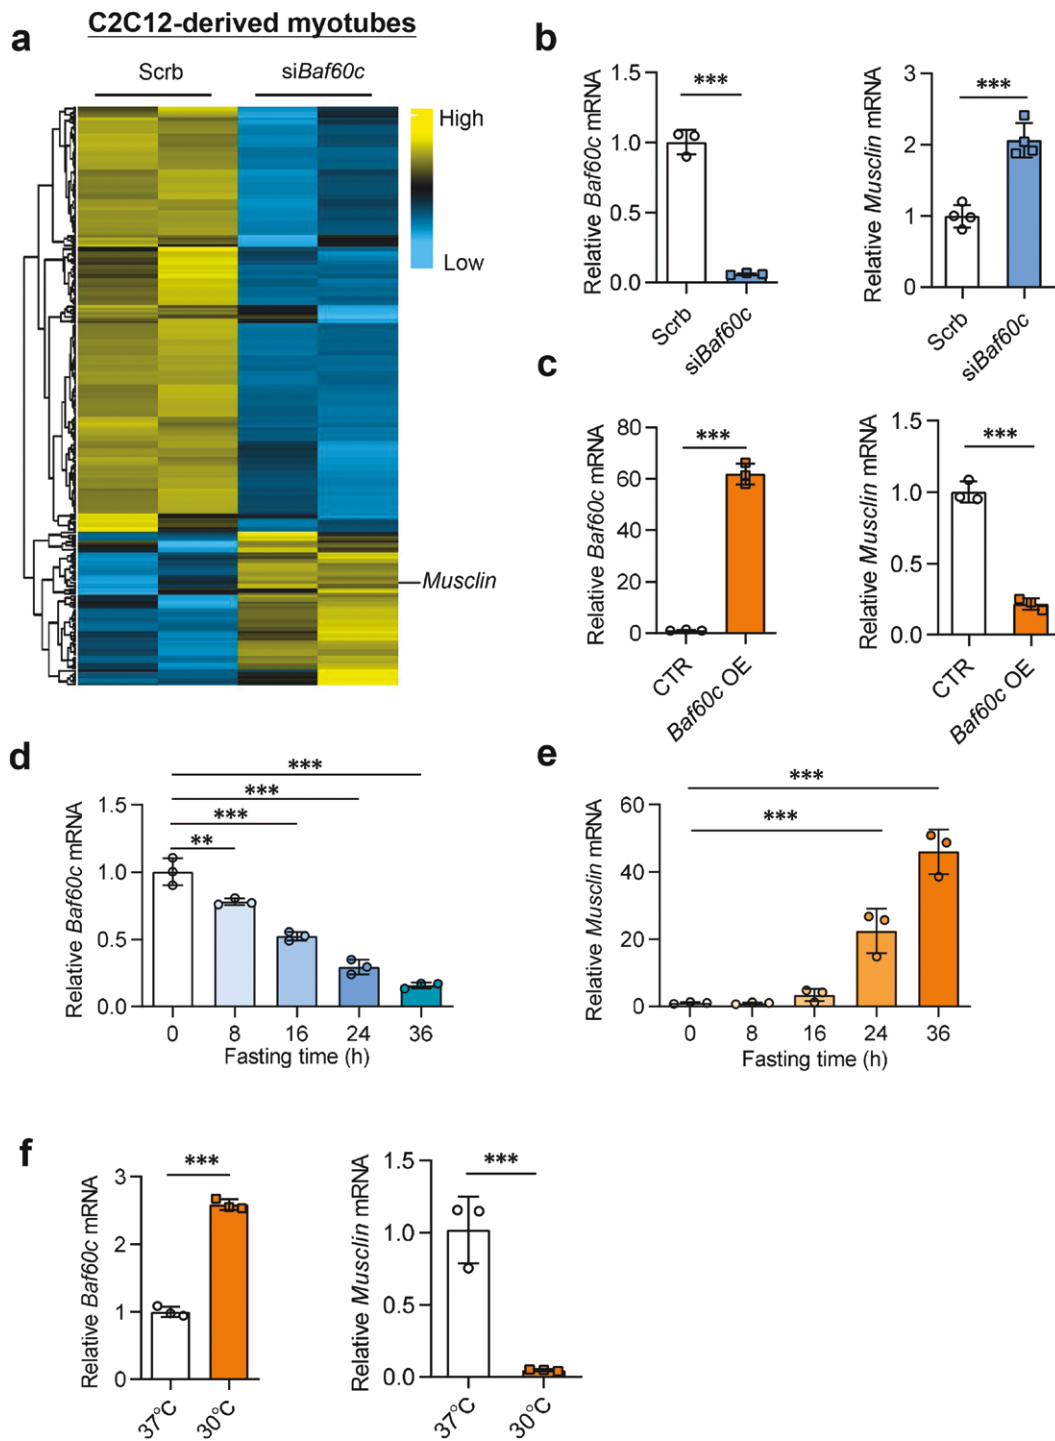 C2C12-derived myotubes
a
Scrb
siBaf60c
High
Low
Musclin
b
Relative Baf60c mRNA
1.5
1.0
0.5
0.0
***
Scrb
siBaf60c
Relative Musclin mRNA
3
2
1
0
***
Scrb
siBaf60c
c
Relative Baf60c mRNA
80
60
40
20
0
***
CTR
Baf60c OE
Relative Musclin mRNA
1.5
1.0
0.5
0.0
***
CTR
Baf60c OE
d
Relative Baf60c mRNA
1.5
1.0
0.5
0.0
***
***
***
**
0 8 16 24 36
Fasting time (h)
e
Relative Musclin mRNA
60
40
20
0
***
***
0 8 16 24 36
Fasting time (h)
f
Relative Baf60c mRNA
3
2
1
0
***
37°C
30°C
Relative Musclin mRNA
1.5
1.0
0.5
0.0
***
37°C
30°C